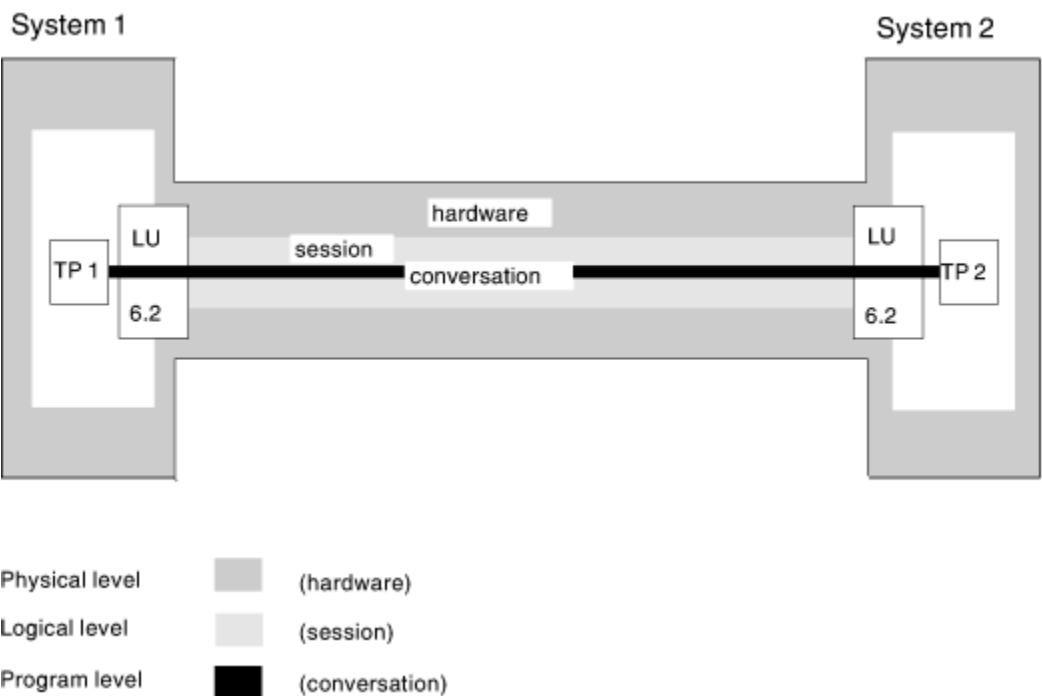 System 1
System 2
hardware
LU
LU
session
TP 1
conversation
TP 2
6.2
6.2
Physical level (hardware)
Logical level (session)
Program level (conversation)